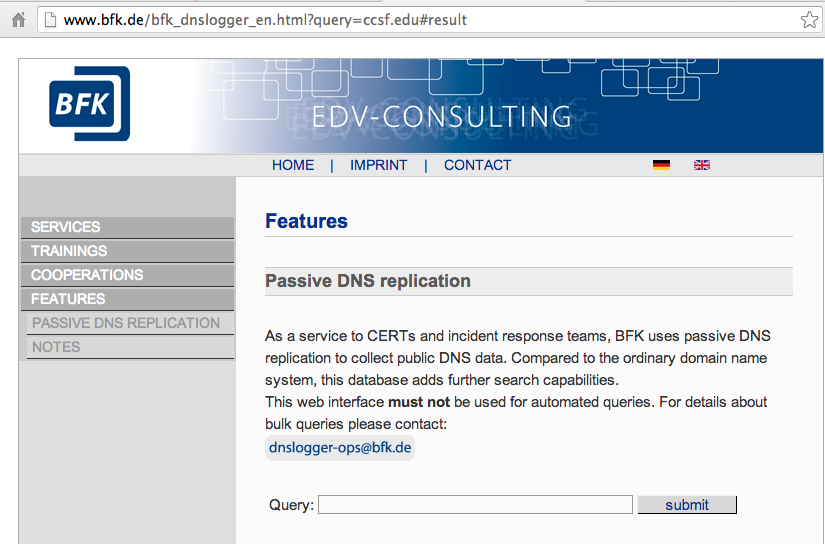 www.bfk.de/bfk_dnslogger_en.html?query=ccsf.edu#result
BFK
EDV-CONSULTING
HOME | IMPRINT | CONTACT
SERVICES
TRAININGS
COOPERATIONS
FEATURES
PASSIVE DNS REPLICATION
NOTES
Features
Passive DNS replication
As a service to CERTs and incident response teams, BFK uses passive DNS
replication to collect public DNS data. Compared to the ordinary domain name
system, this database adds further search capabilities.
This web interface must not be used for automated queries. For details about
bulk queries please contact:
dnslogger-ops@bfk.de
Query: submit